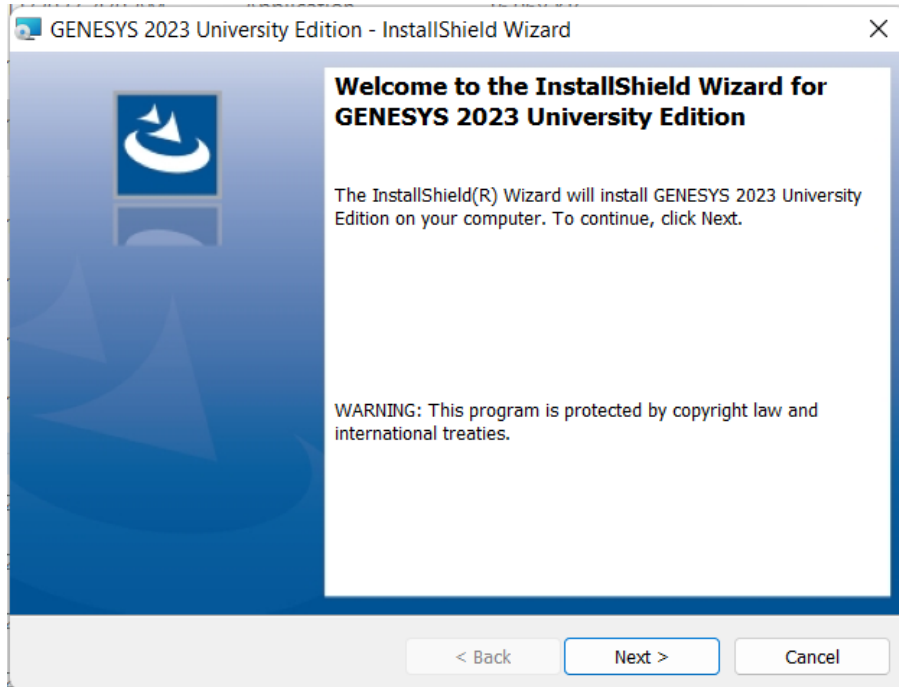 GENESYS 2023 University Edition - InstallShield Wizard
Welcome to the InstallShield Wizard for
GENESYS 2023 University Edition
The InstallShield(R) Wizard will install GENESYS 2023 University
Edition on your computer. To continue, click Next.
WARNING: This program is protected by copyright law and
international treaties.
< Back
Next >
Cancel